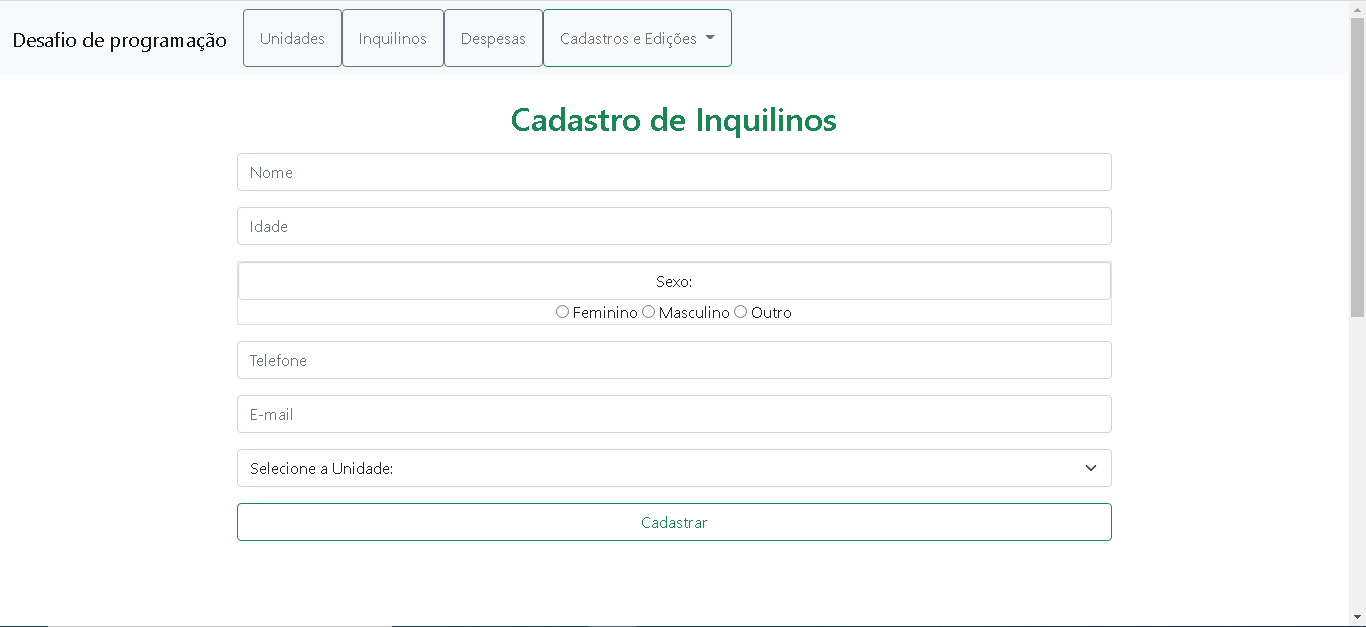 Desafio de programação Unidades Inquilinos Despesas Cadastros e Edições
Cadastro de Inquilinos
Nome
Idade
Sexo:
Feminino Masculino Outro
Telefone
E-mail
Selecione a Unidade:
Cadastrar